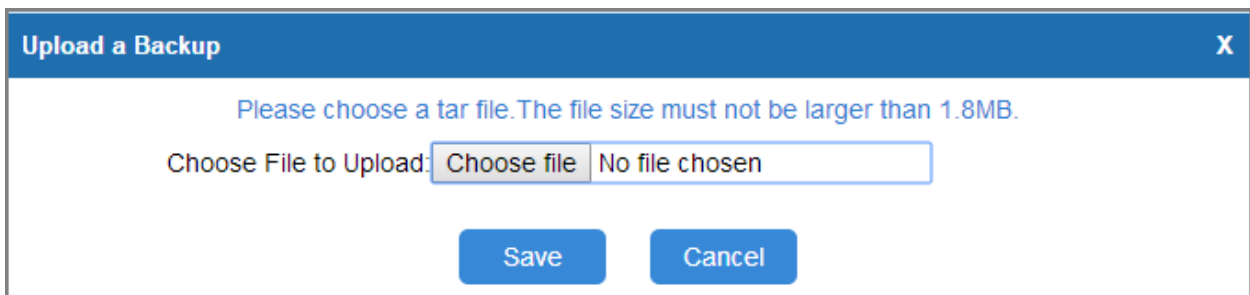 Upload a Backup X
Please choose a tar file.The file size must not be larger than 1.8MB.
Choose File to Upload: Choose file No file chosen
Save Cancel